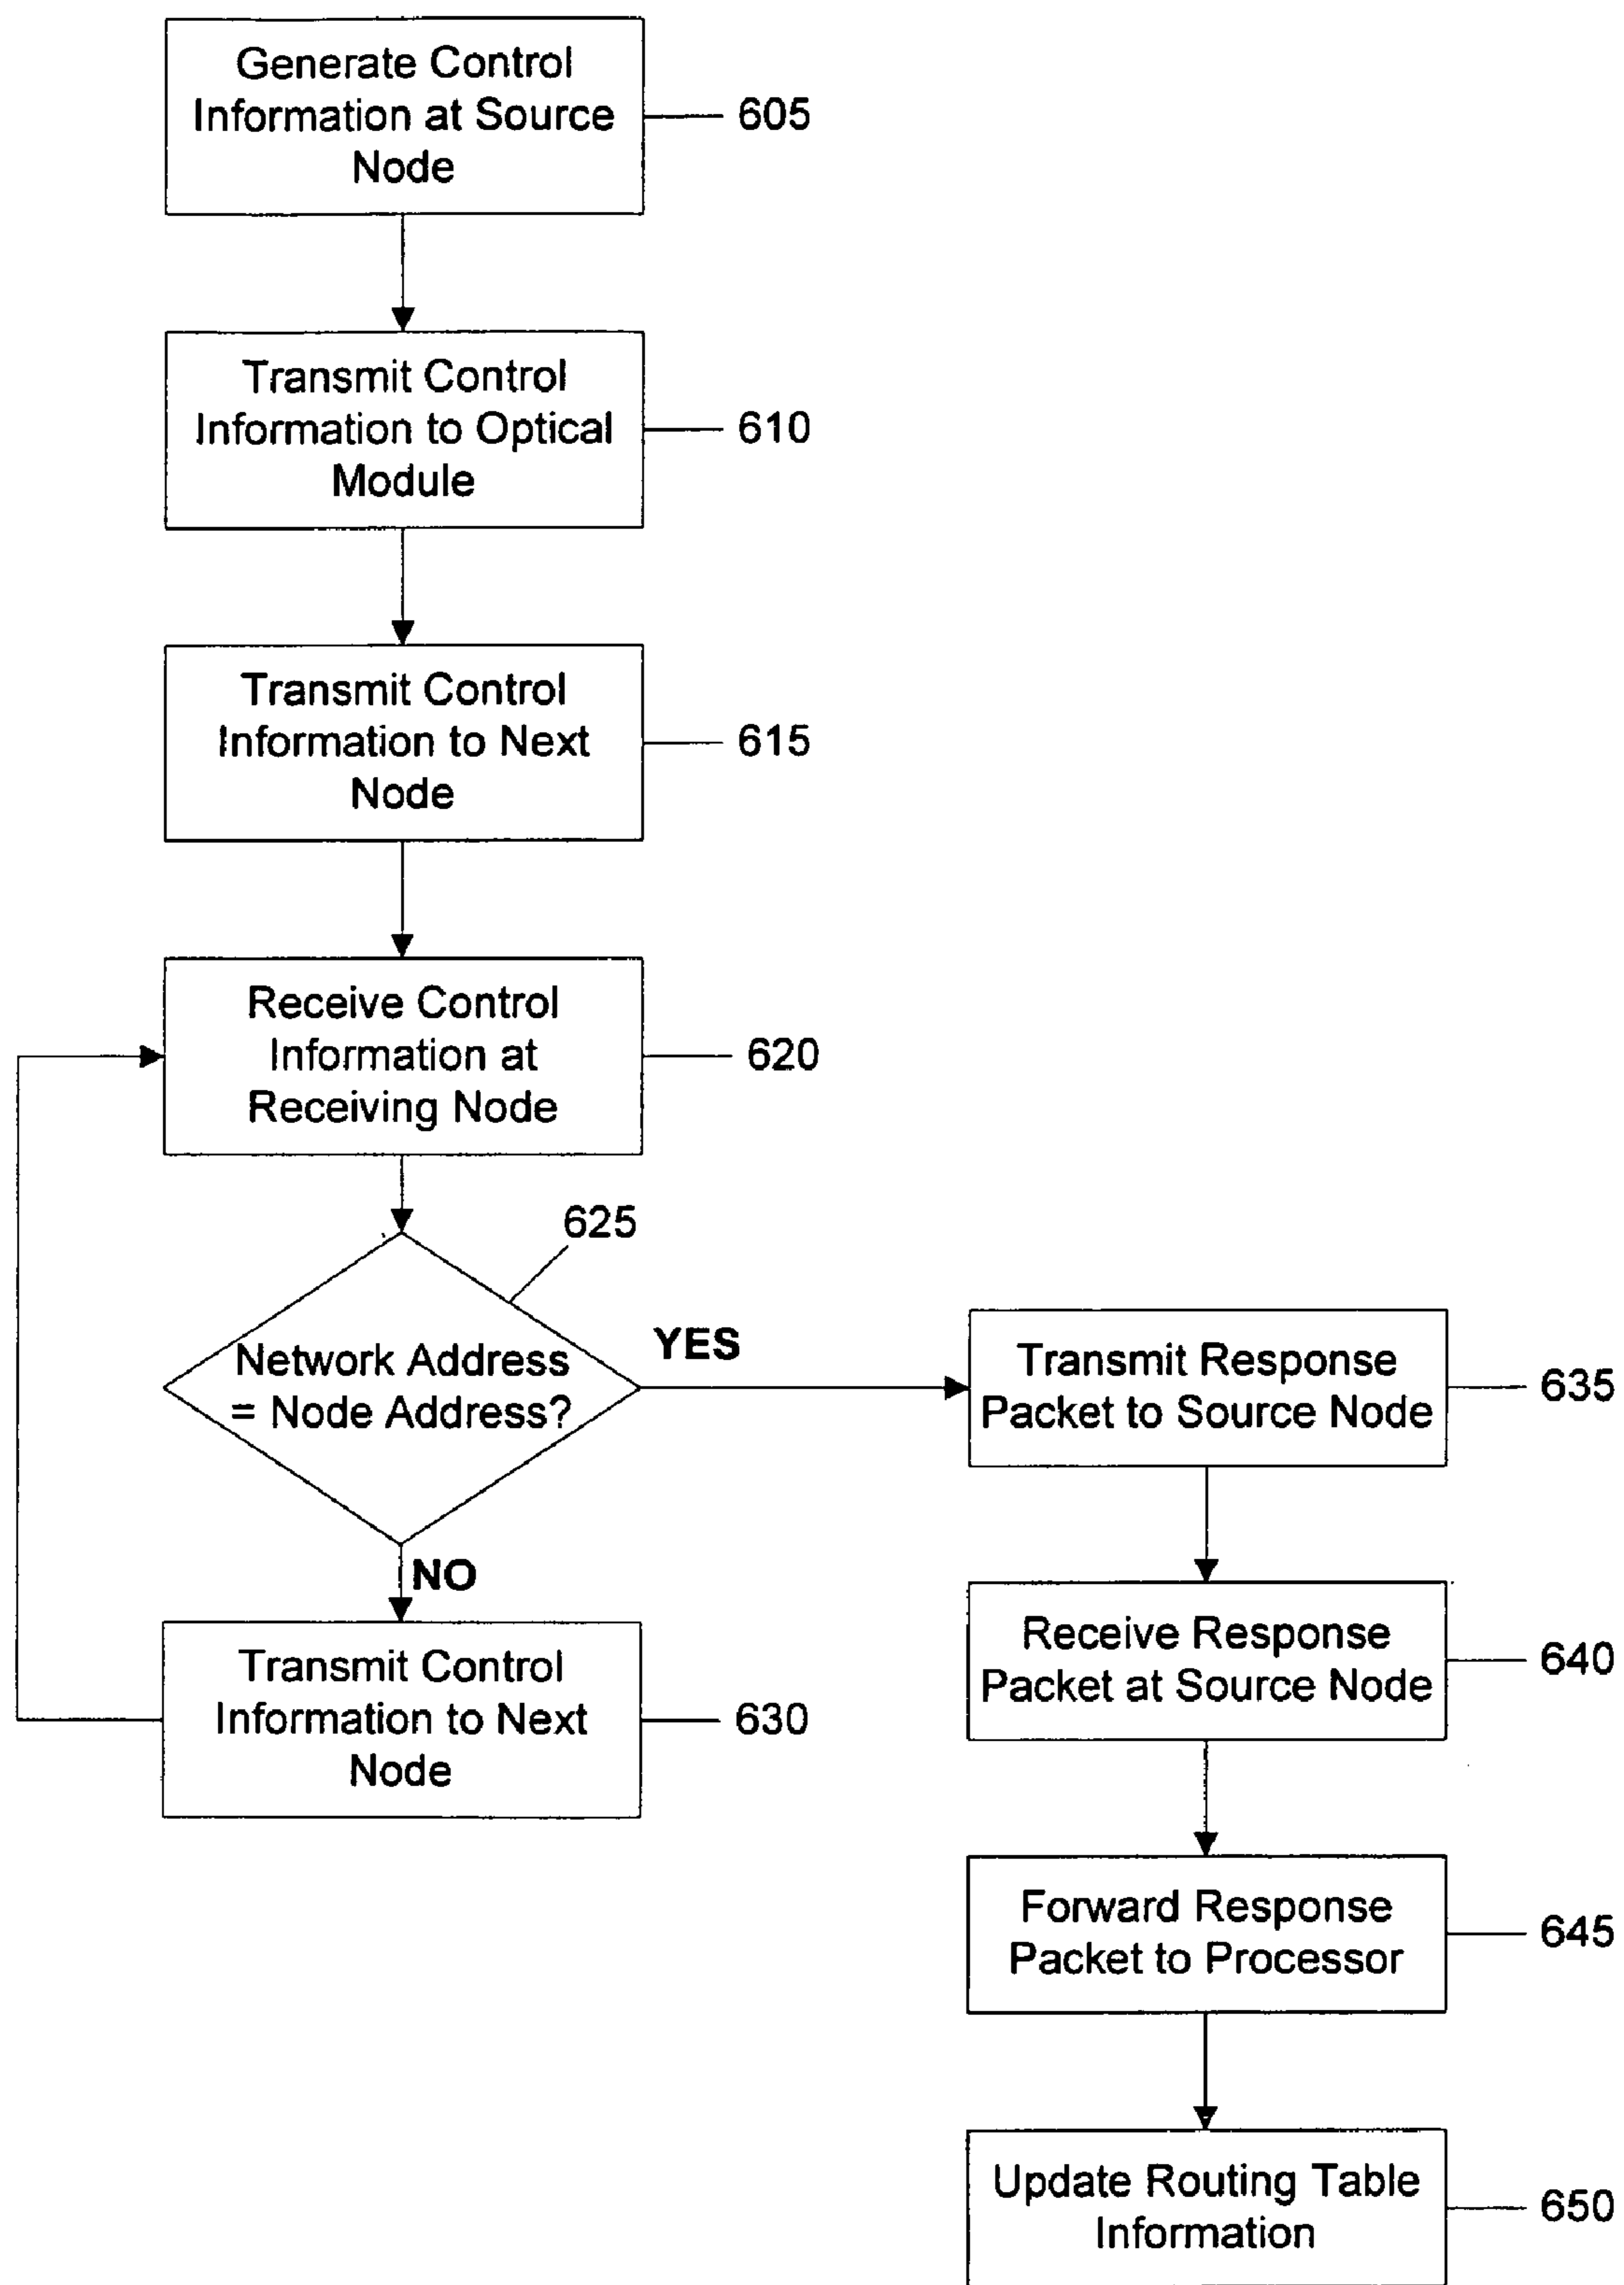 Generate Control
Information at Source
Node
605
Transmit Control
Information to Optical
Module
610
Transmit Control
Information to Next
Node
615
Receive Control
Information at
Receiving Node
620
625
Network Address
= Node Address?
YES
NO
Transmit Control
Information to Next
Node
630
Transmit Response
Packet to Source Node
635
Receive Response
Packet at Source Node
640
Forward Response
Packet to Processor
645
Update Routing Table
Information
650